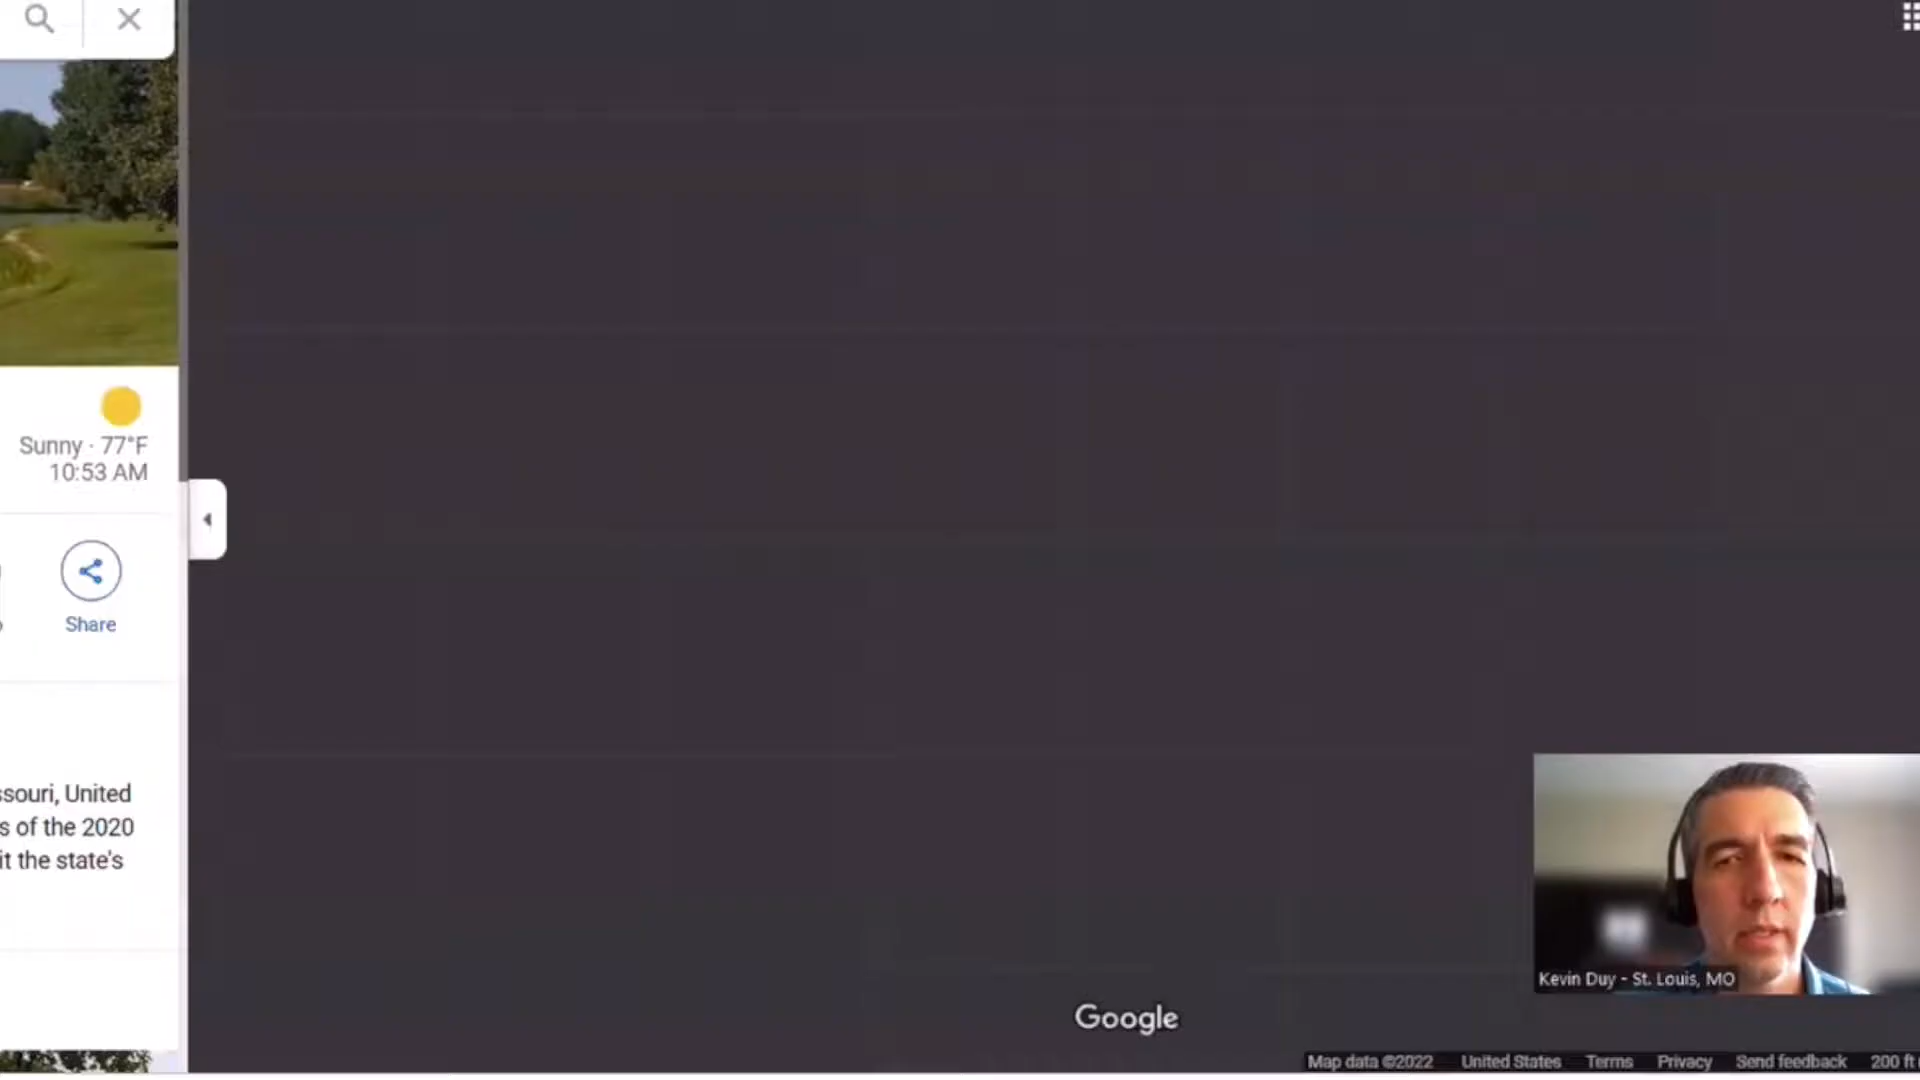 Sunny · 77°F
10:53 AM
Share
ssouri, United
s of the 2020
it the state's
Kevin Duy - St. Louis, MO
Google
Map data ©2022 United States Terms Privacy Send feedback 200 ft